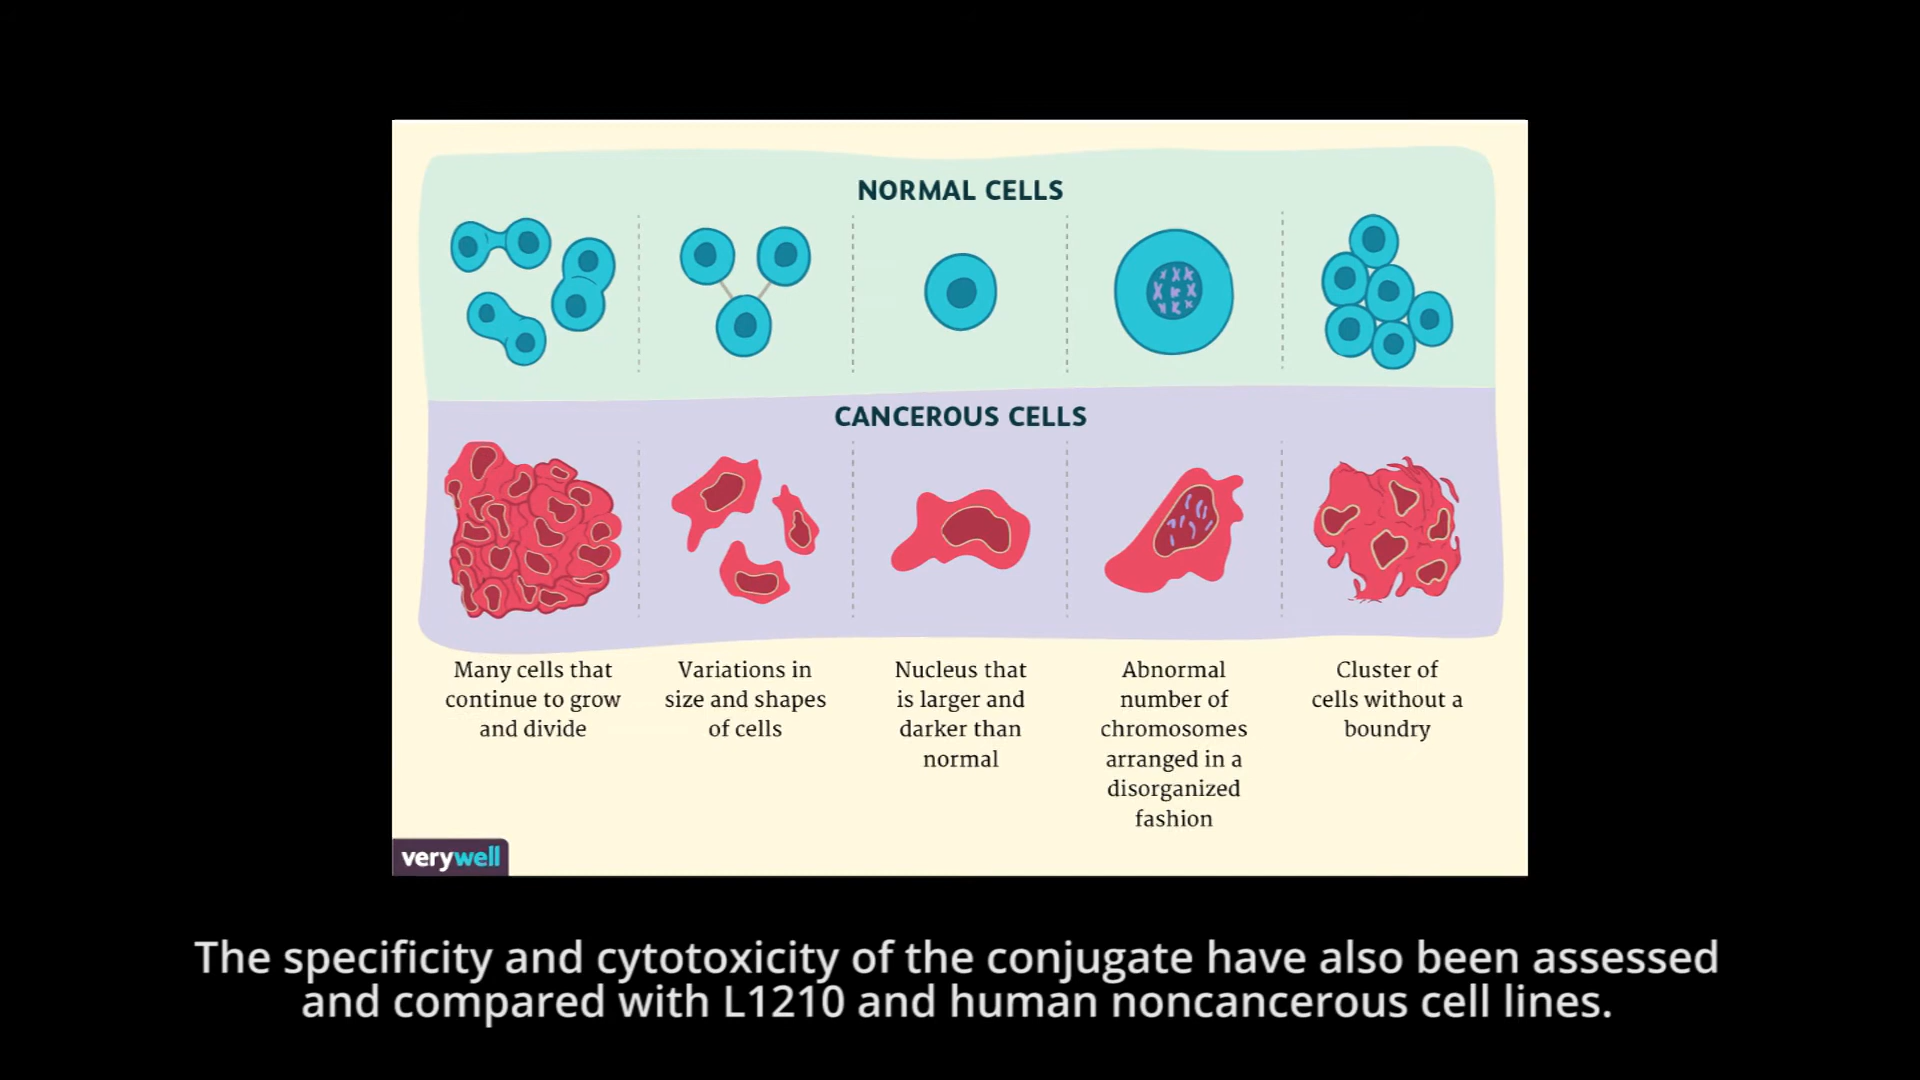 NORMAL CELLS
CANCEROUS CELLS
Many cells that
continue to grow
and divide
Variations in
size and shapes
of cells
Nucleus that
is larger and
darker than
normal
Abnormal
number of
chromosomes
arranged in a
disorganized
fashion
Cluster of
cells without a
boundry
verywell
The specificity and cytotoxicity of the conjugate have also been assessed
and compared with L1210 and human noncancerous cell lines.